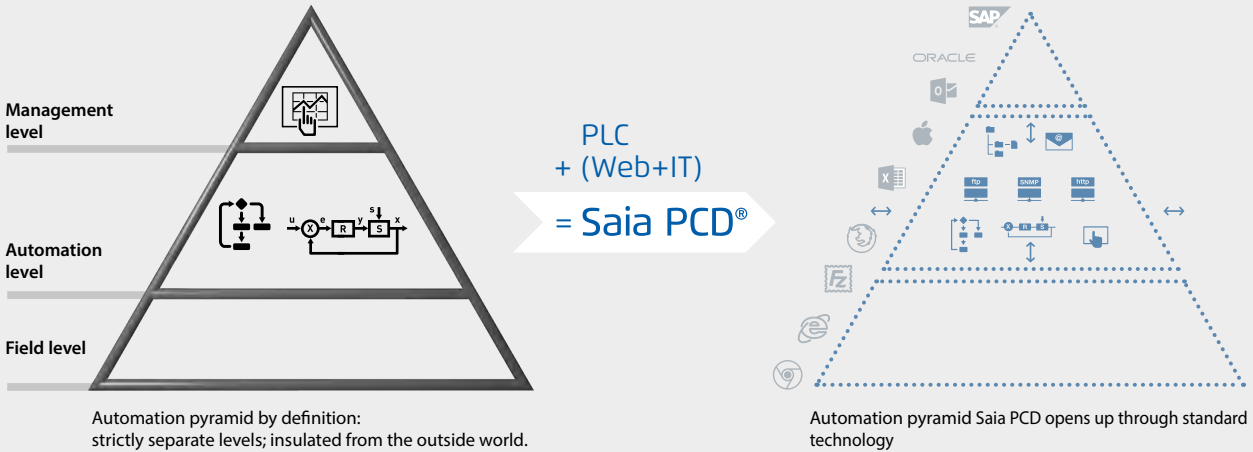 Management
level
Automation
level
Field level
u
X
e
R
y
s
S
x
Automation pyramid by definition:
strictly separate levels; insulated from the outside world.
PLC
+ (Web+IT)
= Saia PCD®
SAP
ORACLE
O
X
FZ
e
@
ftp
SNMP
http
X
R
S
Automation pyramid Saia PCD opens up through standard
technology